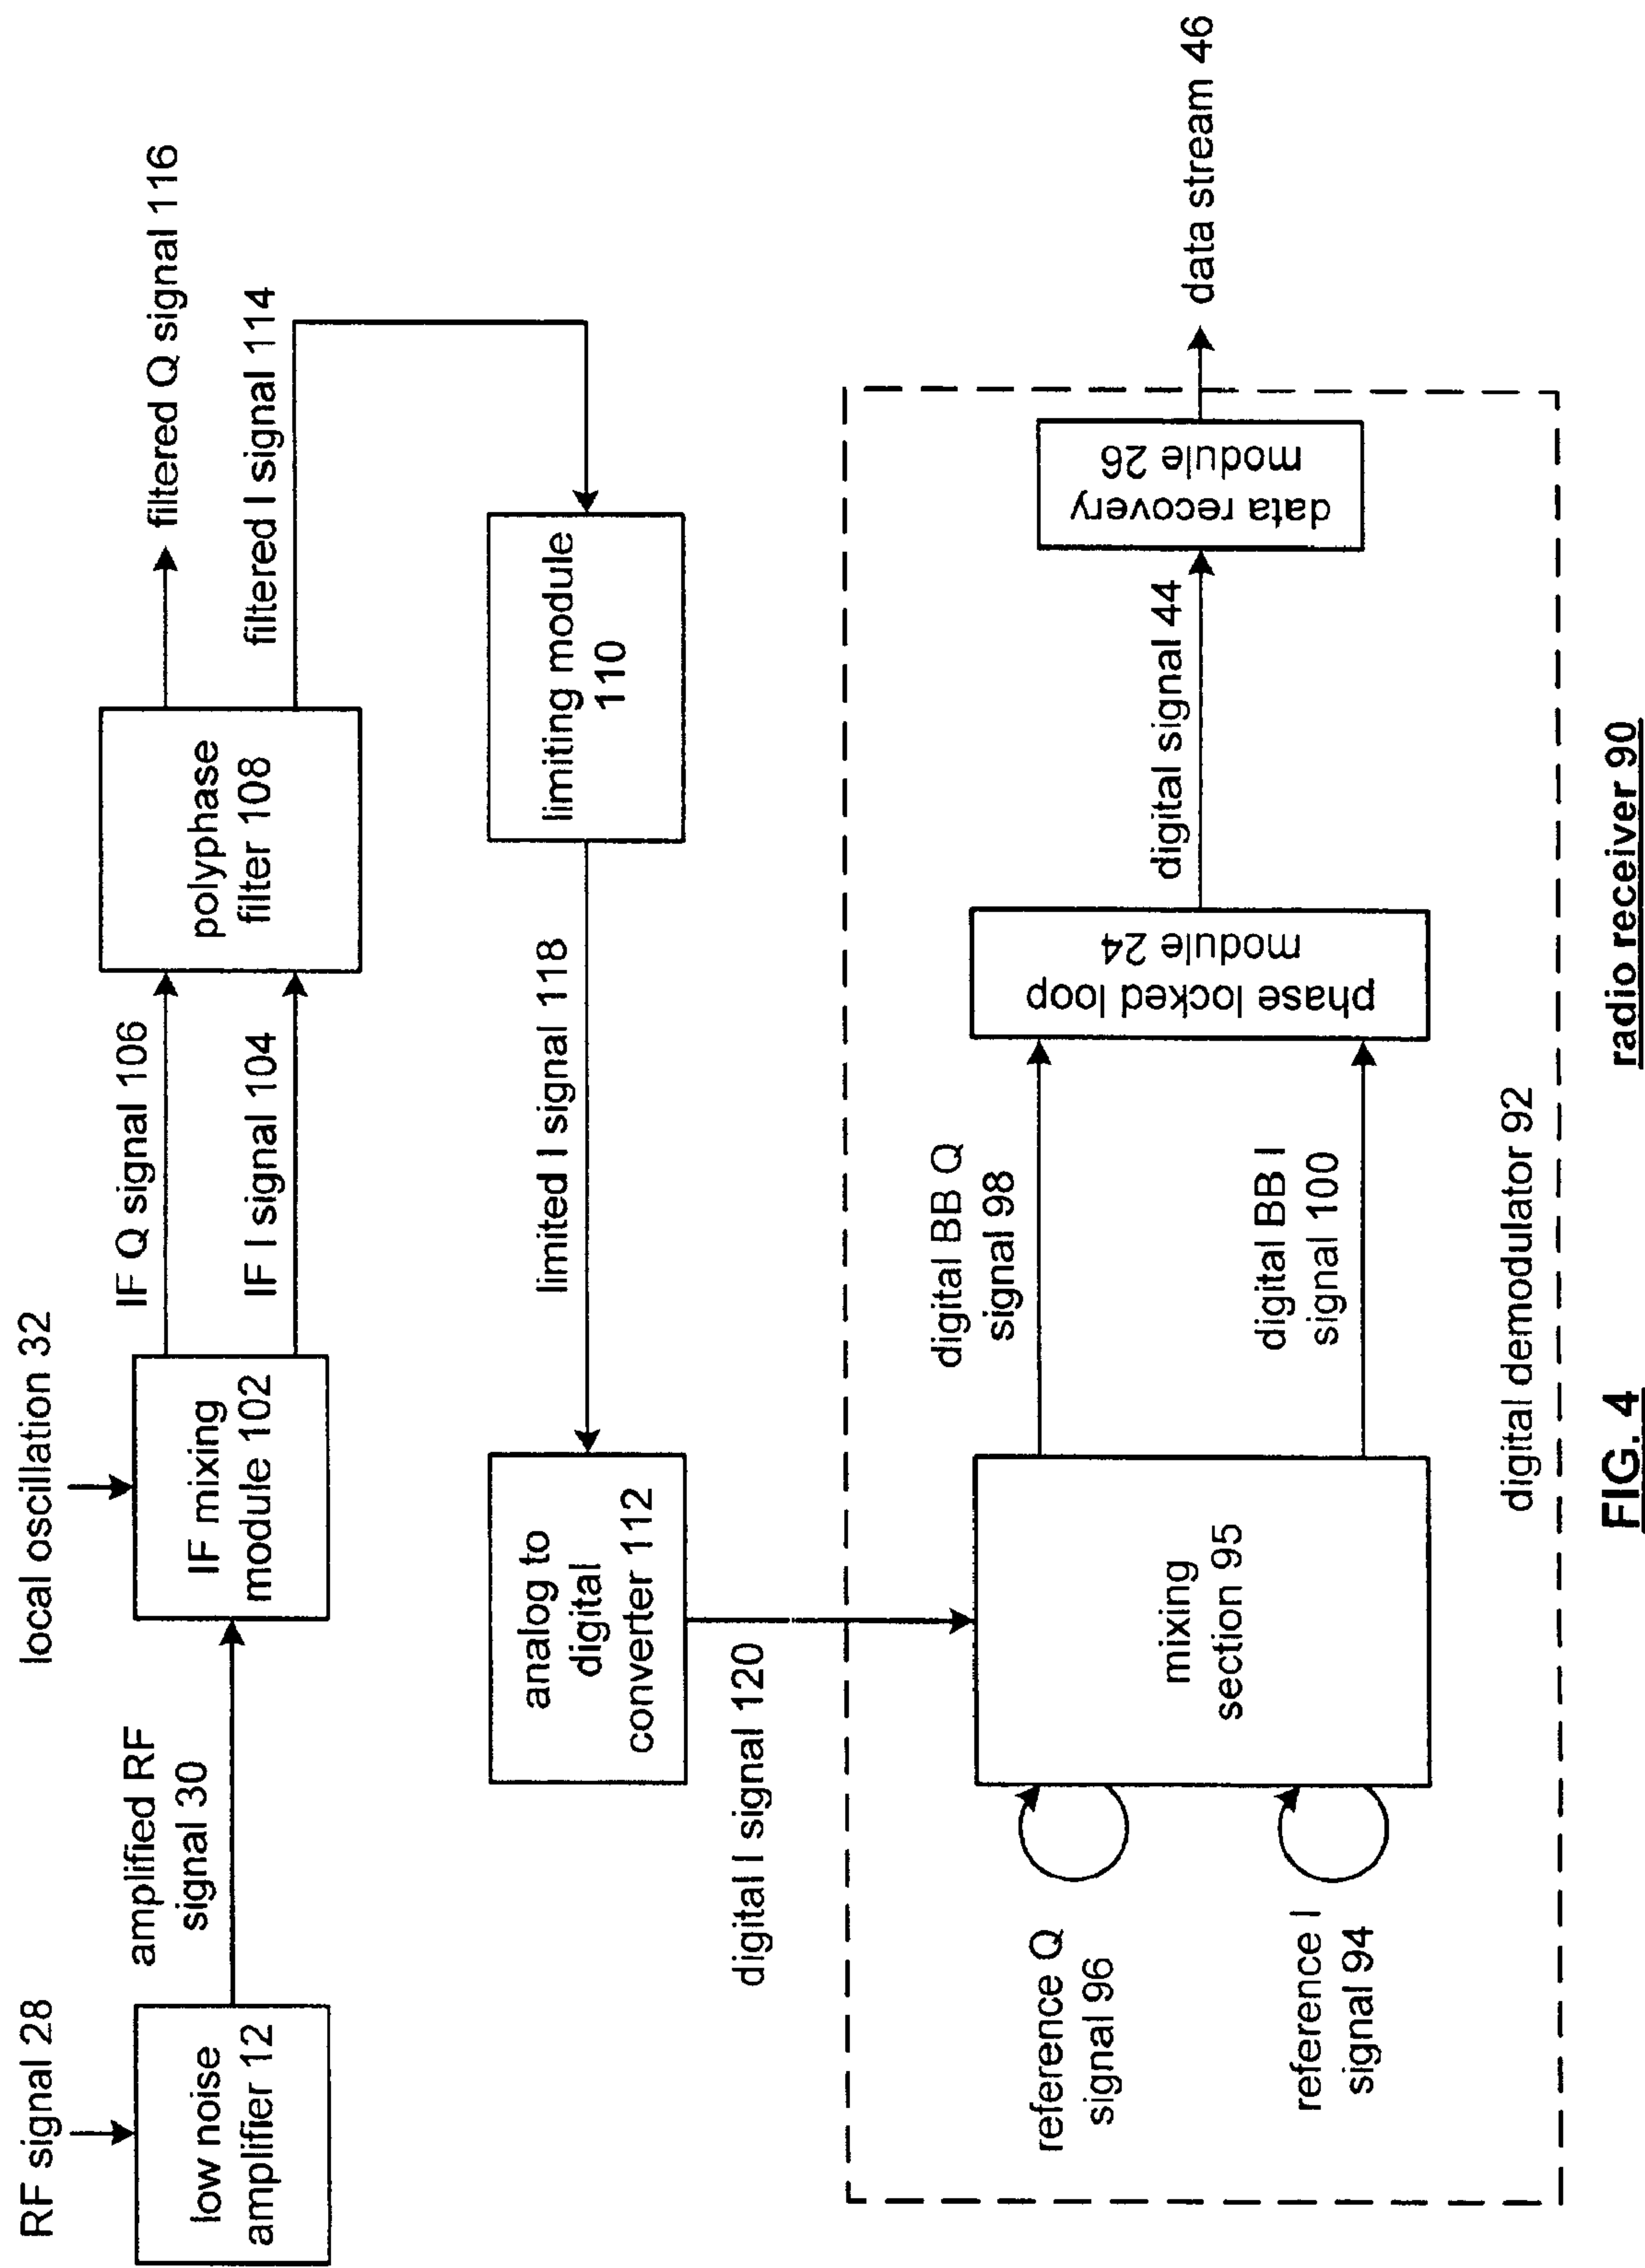 RF signal 28
low noise
amplifier 12
amplified RF
signal 30
local oscillation 32
IF mixing
module 102
IF Q signal 106
IF I signal 104
polyphase
filter 108
filtered Q signal 116
filtered I signal 114
limiting module
110
limited I signal 118
analog to
digital
converter 112
digital I signal 120
reference Q
signal 96
reference I
signal 94
mixing
section 95
digital BB Q
signal 98
digital BB I
signal 100
phase locked loop
module 24
digital signal 44
data recovery
module 26
data stream 46
digital demodulator 92
FIG. 4
radio receiver 90